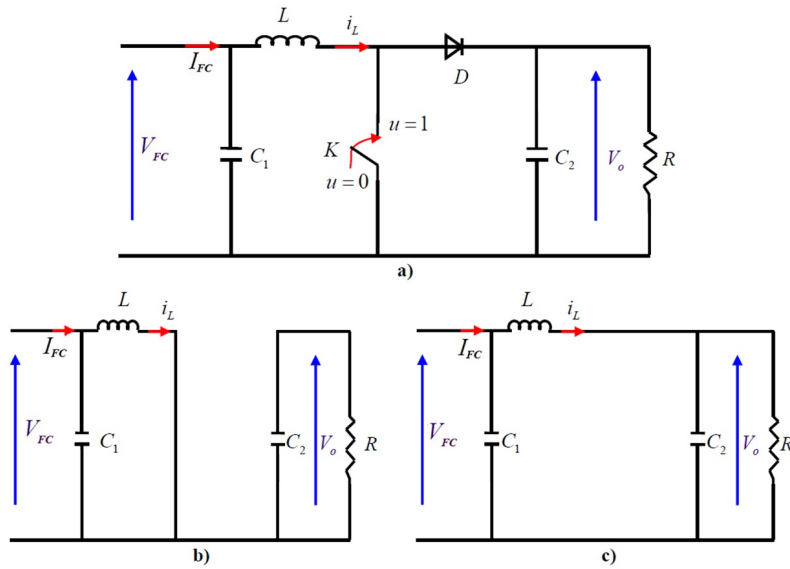 L
i_L
I_FC
D
u = 1
V_FC
C_1
K
C_2
V_o
R
u = 0
a)
L
i_L
I_FC
V_FC
C_1
C_2
V_o
R
b)
L
i_L
I_FC
V_FC
C_1
C_2
V_o
R
c)